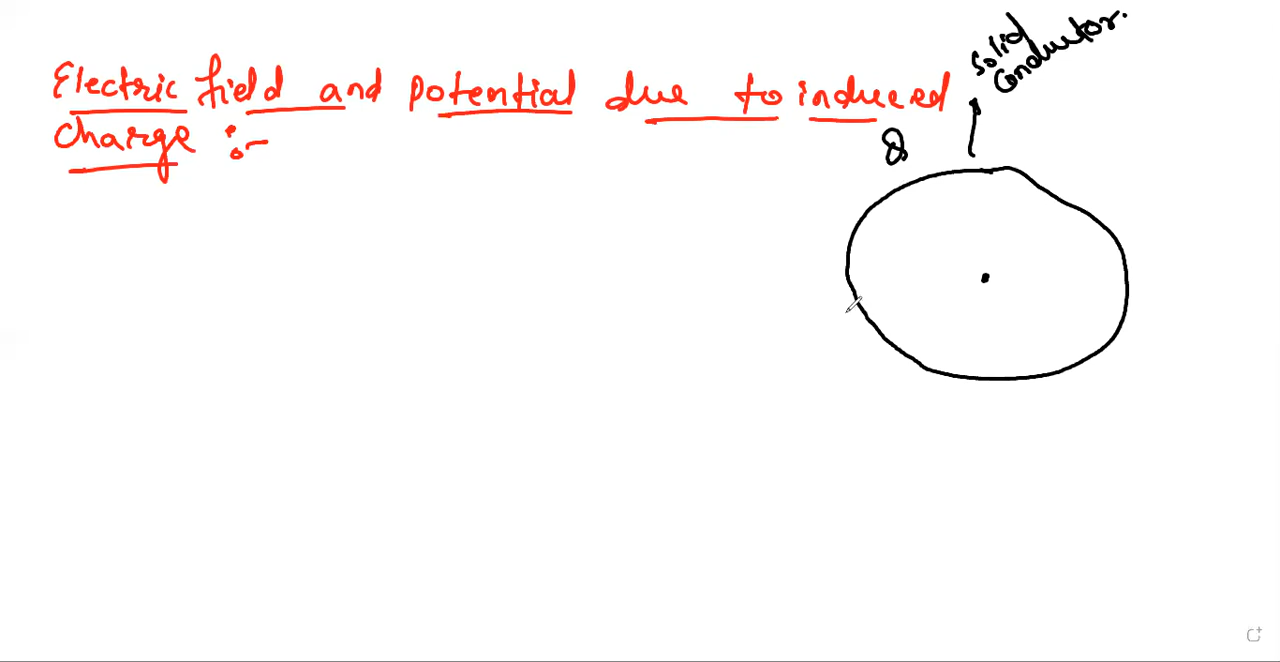 Electric field and potential due to induced
charge :-
solid
conductor.
Q